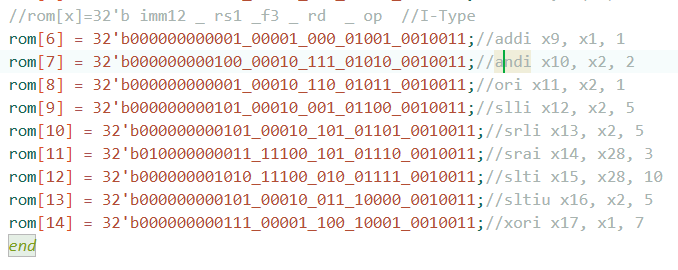 //rom[x]=32'b imm12 _ rs1 _f3 _ rd  _ op  //I-Type
rom[6] = 32'b000000000001_00001_000_01001_0010011;//addi x9, x1, 1
rom[7] = 32'b000000000100_00010_111_01010_0010011;//andi x10, x2, 2
rom[8] = 32'b000000000001_00010_110_01011_0010011;//ori x11, x2, 1
rom[9] = 32'b000000000101_00010_001_01100_0010011;//slli x12, x2, 5
rom[10] = 32'b000000000101_00010_101_01101_0010011;//srli x13, x2, 5
rom[11] = 32'b010000000011_11100_101_01110_0010011;//srai x14, x28, 3
rom[12] = 32'b000000001010_11100_010_01111_0010011;//slti x15, x28, 10
rom[13] = 32'b000000000101_00010_011_10000_0010011;//sltiu x16, x2, 5
rom[14] = 32'b000000000111_00001_100_10001_0010011;//xori x17, x1, 7
end